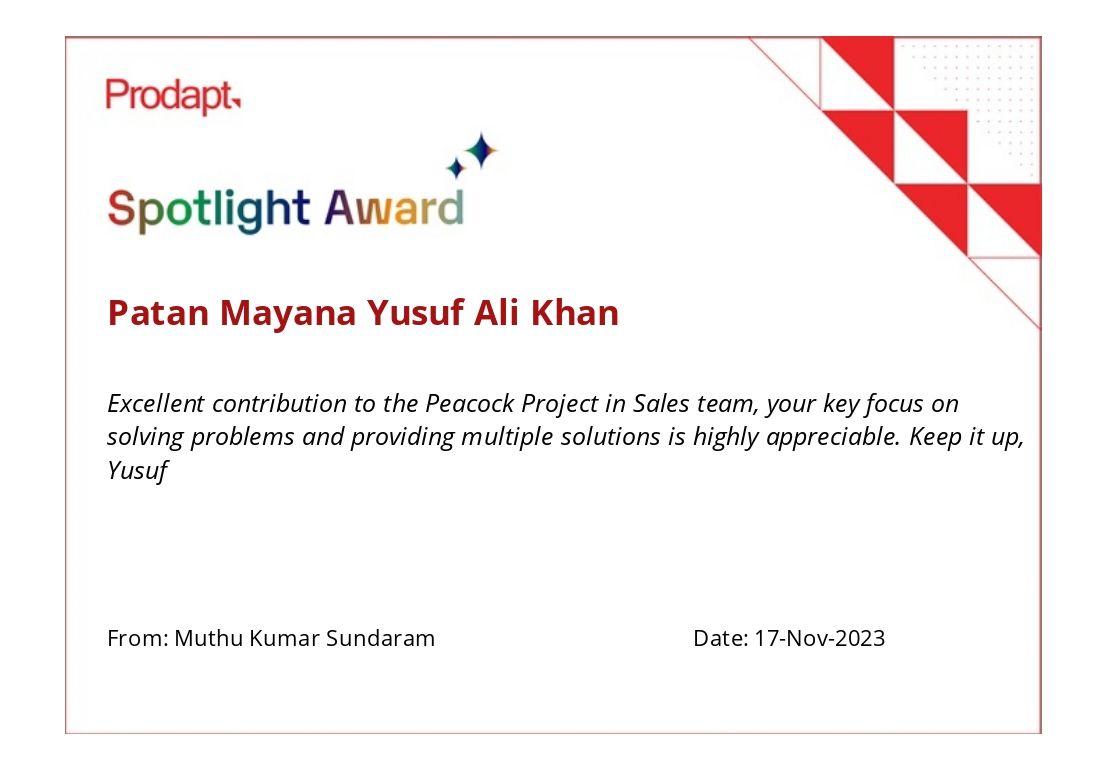 Prodapt
Spotlight Award
Patan Mayana Yusuf Ali Khan
Excellent contribution to the Peacock Project in Sales team, your key focus on
solving problems and providing multiple solutions is highly appreciable. Keep it up,
Yusuf
From: Muthu Kumar Sundaram Date: 17-Nov-2023